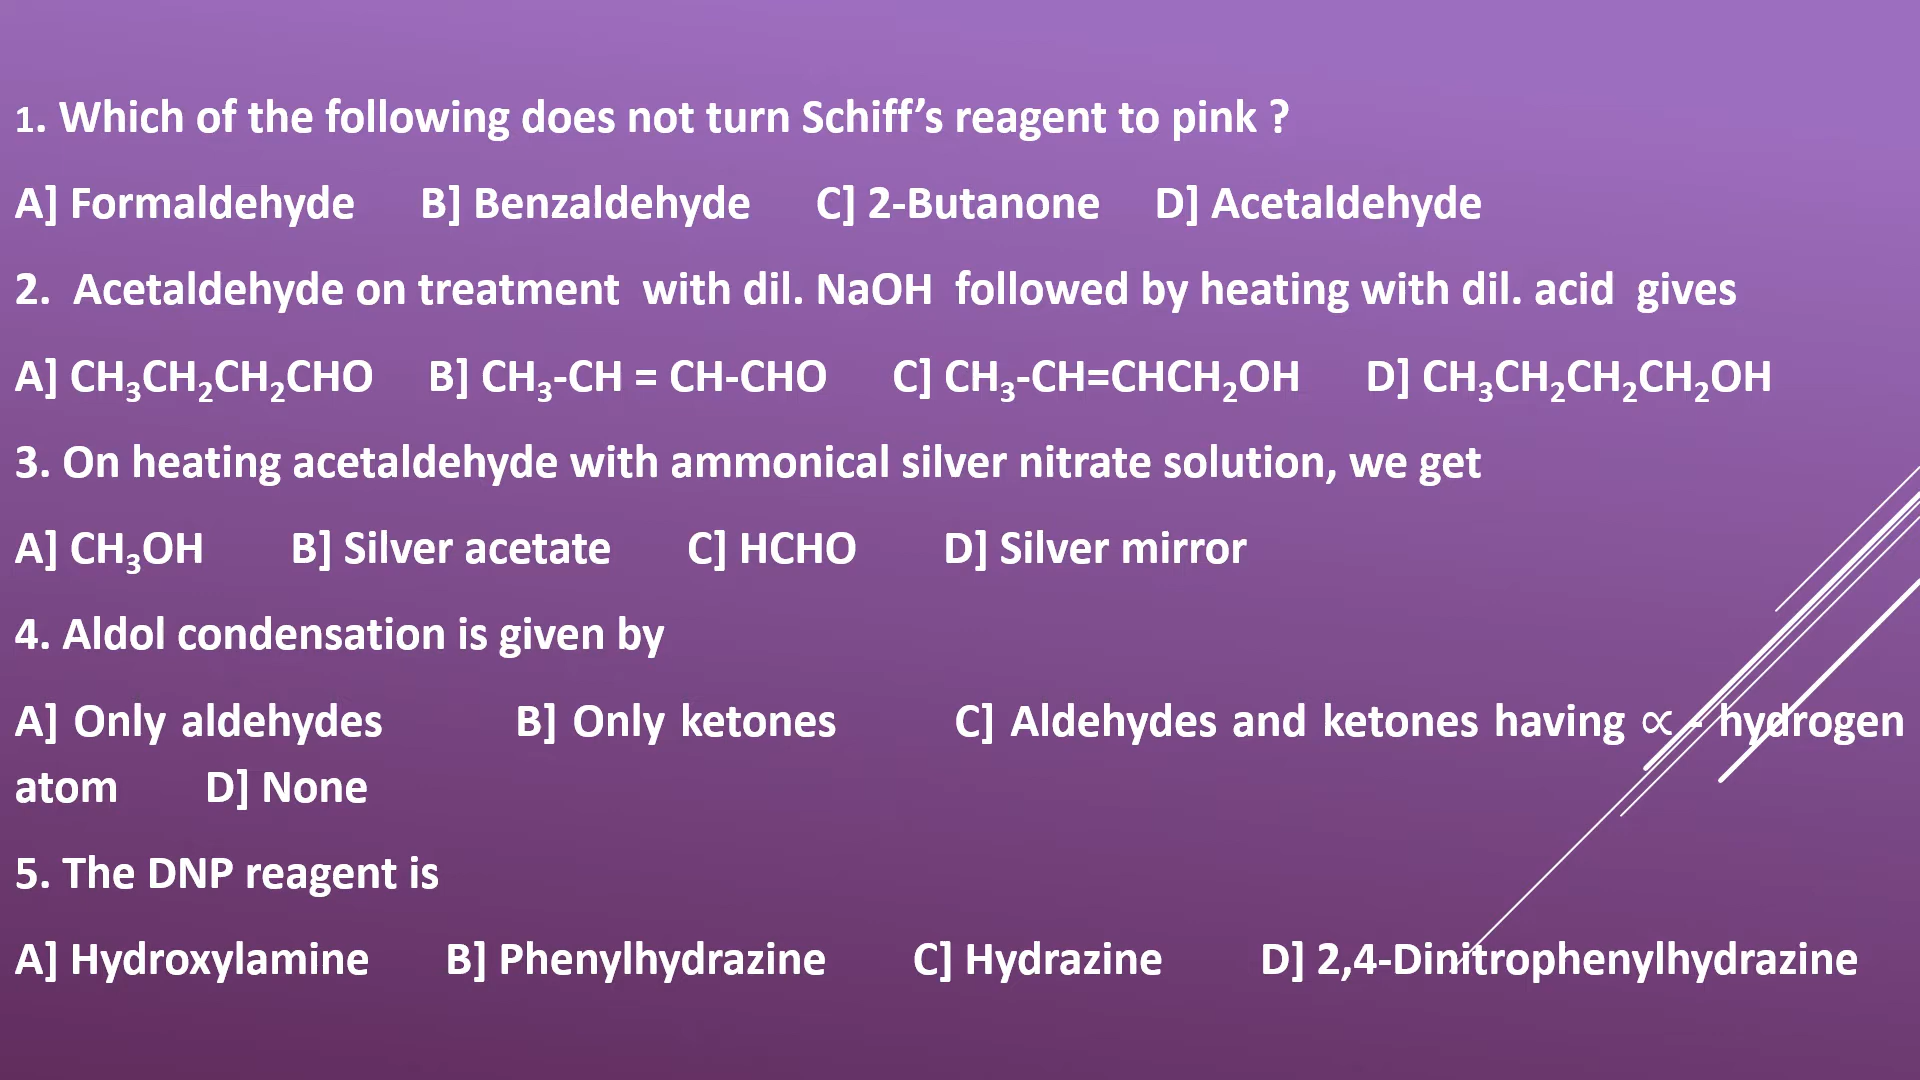 1. Which of the following does not turn Schiff’s reagent to pink ?
A] Formaldehyde B] Benzaldehyde C] 2-Butanone D] Acetaldehyde
2. Acetaldehyde on treatment with dil. NaOH followed by heating with dil. acid gives
A] CH₃CH₂CH₂CHO B] CH₃-CH = CH-CHO C] CH₃-CH=CHCH₂OH D] CH₃CH₂CH₂CH₂OH
3. On heating acetaldehyde with ammonical silver nitrate solution, we get
A] CH₃OH B] Silver acetate C] HCHO D] Silver mirror
4. Aldol condensation is given by
A] Only aldehydes B] Only ketones C] Aldehydes and ketones having ∝ - hydrogen
atom D] None
5. The DNP reagent is
A] Hydroxylamine B] Phenylhydrazine C] Hydrazine D] 2,4-Dinitrophenylhydrazine